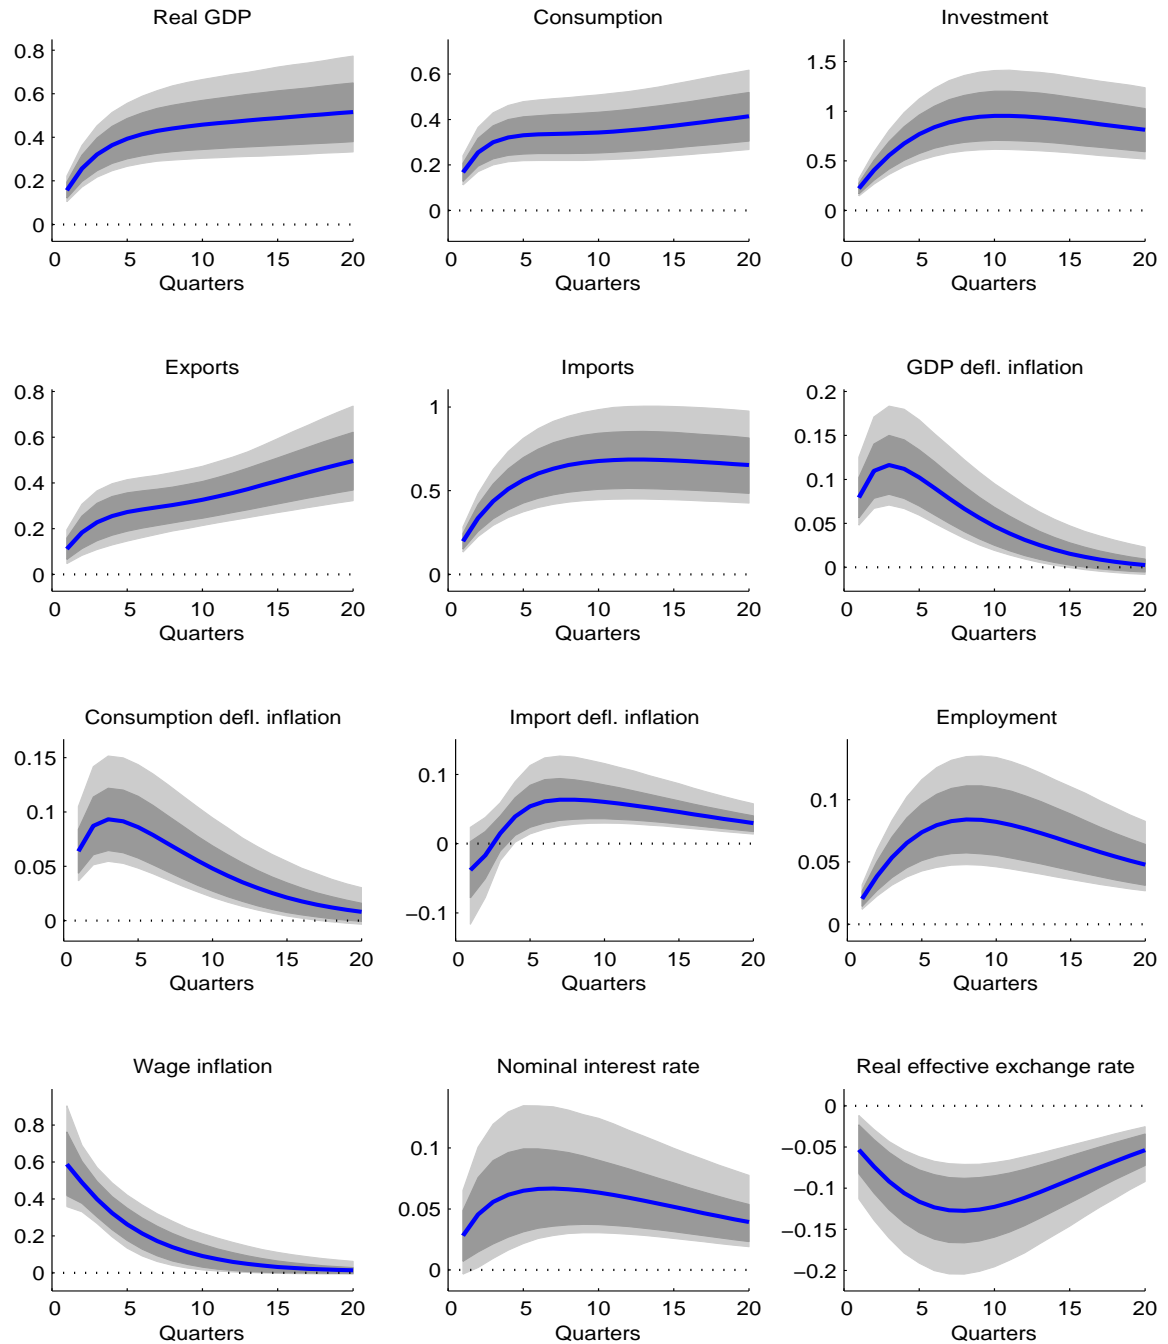 Real GDP
0.8
0.6
0.4
0.2
0
0 5 10 15 20
Quarters
Consumption
0.6
0.4
0.2
0
0 5 10 15 20
Quarters
Investment
1.5
1
0.5
0
0 5 10 15 20
Quarters
Exports
0.8
0.6
0.4
0.2
0
0 5 10 15 20
Quarters
Imports
1
0.5
0
0 5 10 15 20
Quarters
GDP defl. inflation
0.2
0.15
0.1
0.05
0
0 5 10 15 20
Quarters
Consumption defl. inflation
0.15
0.1
0.05
0
0 5 10 15 20
Quarters
Import defl. inflation
0.1
0
−0.1
0 5 10 15 20
Quarters
Employment
0.1
0.05
0
0 5 10 15 20
Quarters
Wage inflation
0.8
0.6
0.4
0.2
0
0 5 10 15 20
Quarters
Nominal interest rate
0.1
0.05
0
0 5 10 15 20
Quarters
Real effective exchange rate
0
−0.05
−0.1
−0.15
−0.2
0 5 10 15 20
Quarters